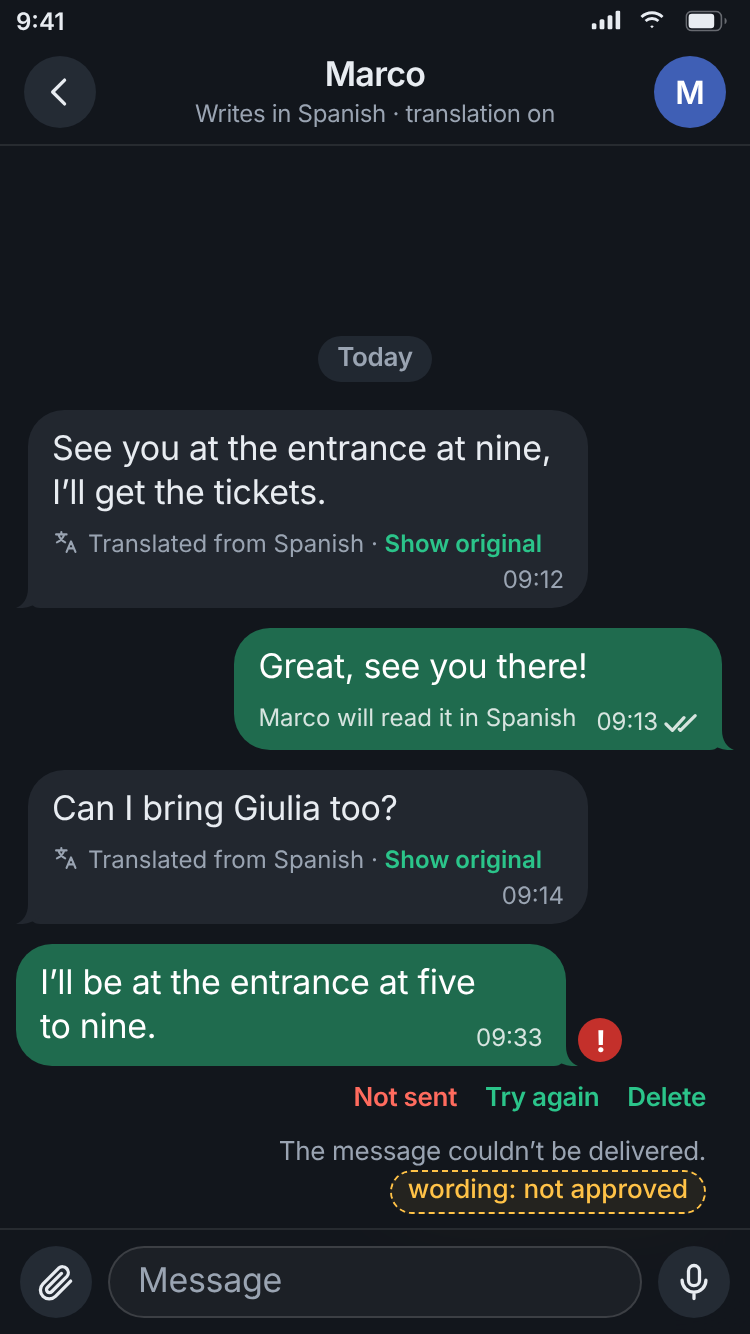 9:41
Marco
Writes in Spanish · translation on
M
Today
See you at the entrance at nine,
I’ll get the tickets.
Translated from Spanish · Show original
09:12
Great, see you there!
Marco will read it in Spanish 09:13
Can I bring Giulia too?
Translated from Spanish · Show original
09:14
I’ll be at the entrance at five
to nine. 09:33
!
Not sent Try again Delete
The message couldn’t be delivered.
wording: not approved
Message